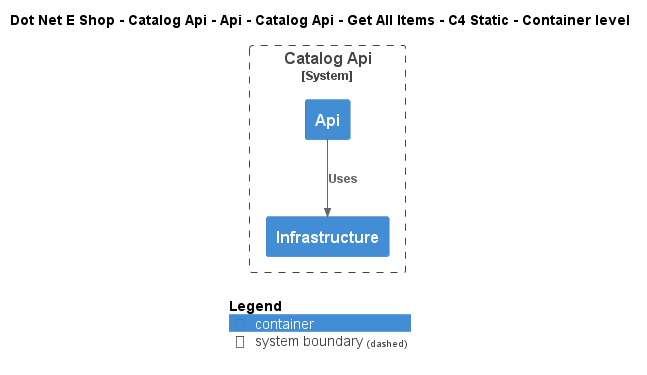 Dot Net E Shop - Catalog Api - Api - Catalog Api - Get All Items - C4 Static - Container level
Catalog Api
[System]
Api
Uses
Infrastructure
Legend
container
system boundary (dashed)